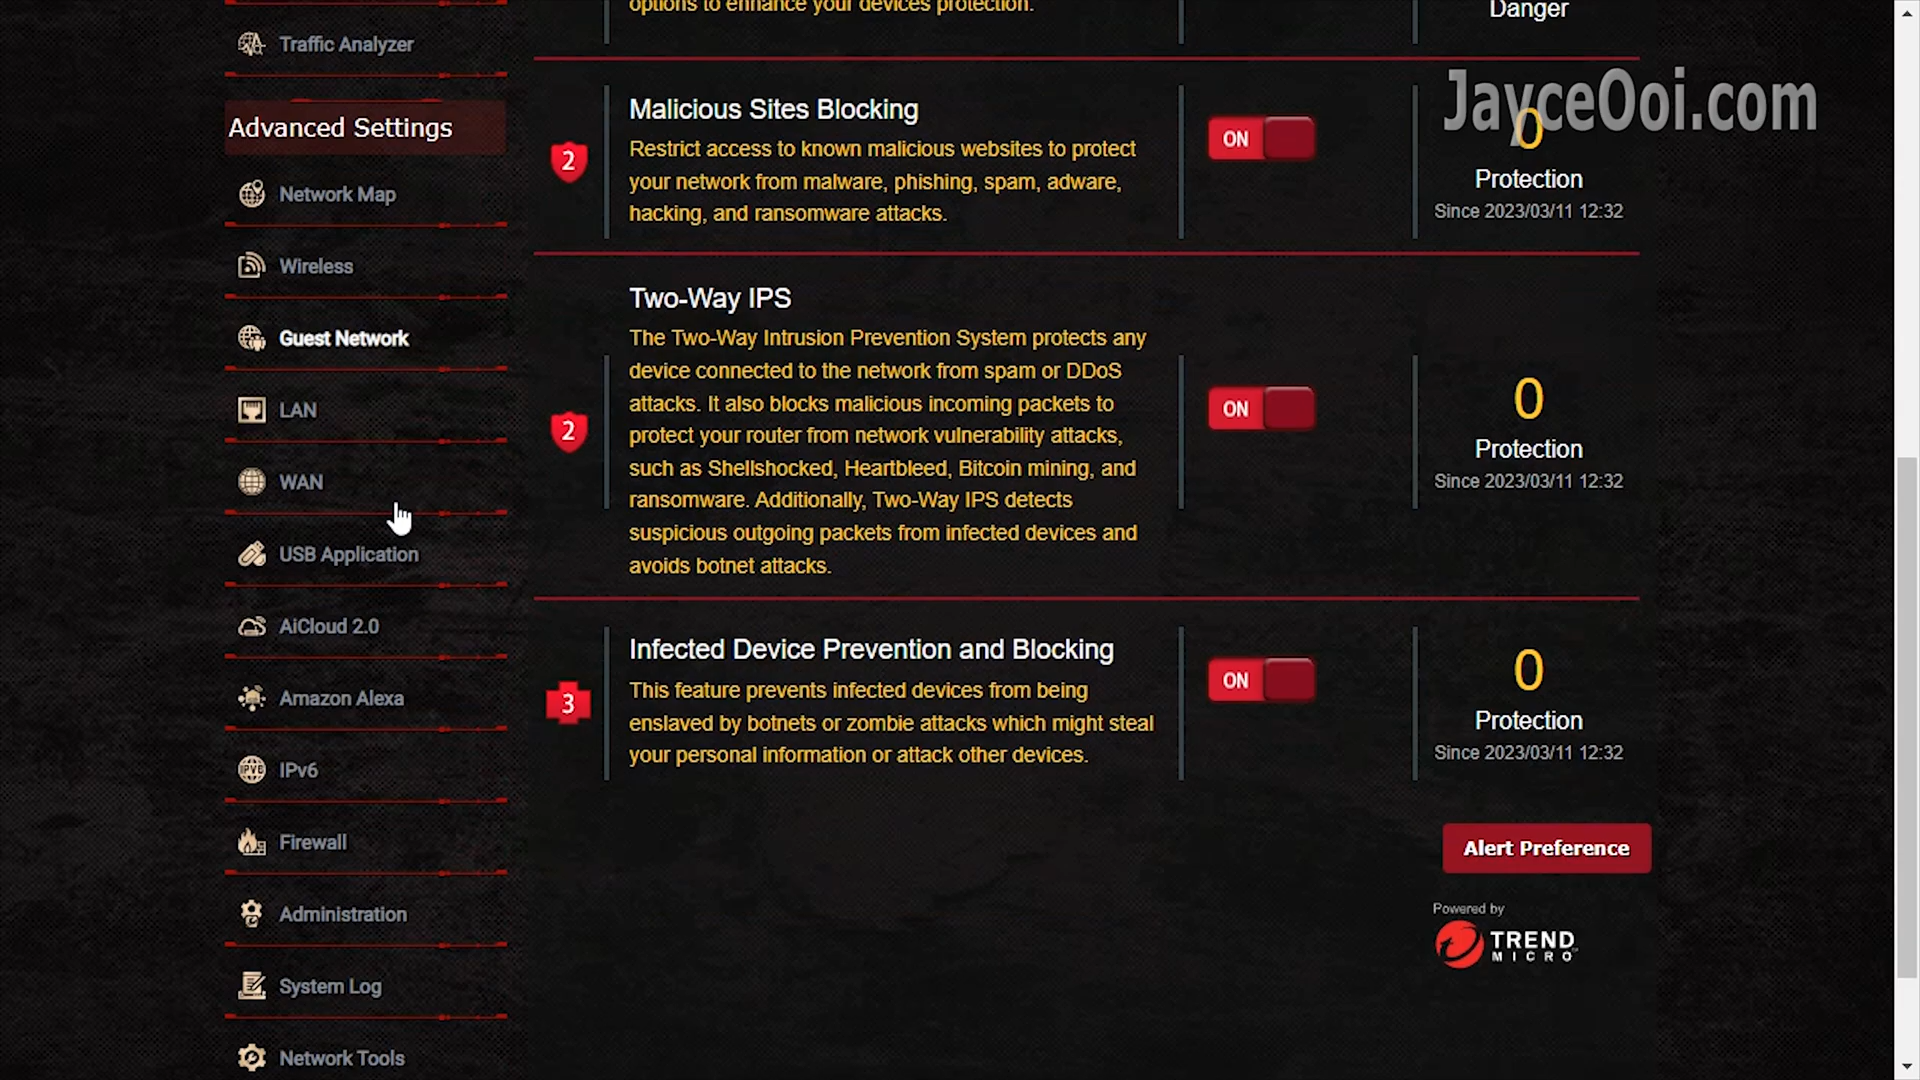 options to enhance your devices protection.
Danger
Traffic Analyzer
Advanced Settings
Network Map
Wireless
Guest Network
LAN
WAN
USB Application
AiCloud 2.0
Amazon Alexa
IPv6
Firewall
Administration
System Log
Network Tools
JayceOoi.com
2
Malicious Sites Blocking
Restrict access to known malicious websites to protect
your network from malware, phishing, spam, adware,
hacking, and ransomware attacks.
ON
0
Protection
Since 2023/03/11 12:32
2
Two-Way IPS
The Two-Way Intrusion Prevention System protects any
device connected to the network from spam or DDoS
attacks. It also blocks malicious incoming packets to
protect your router from network vulnerability attacks,
such as Shellshocked, Heartbleed, Bitcoin mining, and
ransomware. Additionally, Two-Way IPS detects
suspicious outgoing packets from infected devices and
avoids botnet attacks.
ON
0
Protection
Since 2023/03/11 12:32
3
Infected Device Prevention and Blocking
This feature prevents infected devices from being
enslaved by botnets or zombie attacks which might steal
your personal information or attack other devices.
ON
0
Protection
Since 2023/03/11 12:32
Alert Preference
Powered by
TREND
MICRO